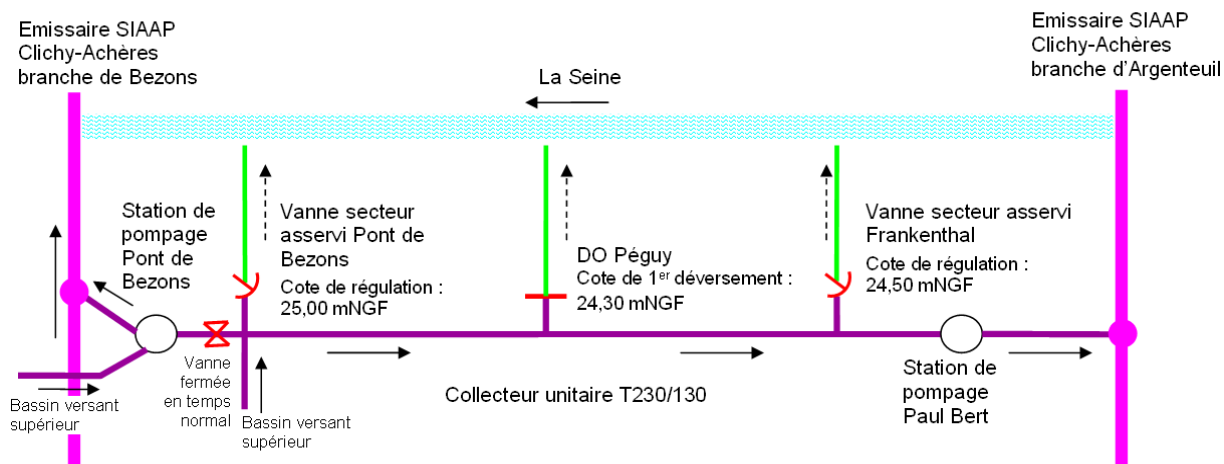 Emissaire SIAAP
Clichy-Achères
branche de Bezons
La Seine
Emissaire SIAAP
Clichy-Achères
branche d'Argenteuil
Station de
pompage
Pont de
Bezons
Vanne secteur
asservi Pont de
Bezons
Cote de régulation :
25,00 mNGF
DO Péguy
Cote de 1er déversement :
24,30 mNGF
Vanne secteur asservi
Frankenthal
Cote de régulation :
24,50 mNGF
Bassin versant
supérieur
Vanne
fermée
en temps
normal
Bassin versant
supérieur
Collecteur unitaire T230/130
Station de
pompage
Paul Bert